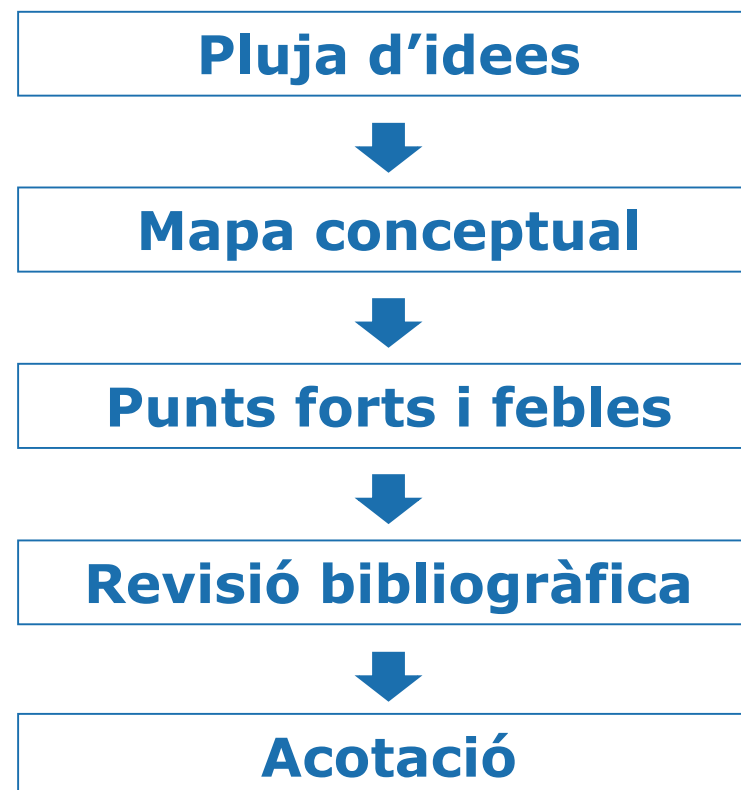 Pluja d’idees
Mapa conceptual
Punts forts i febles
Revisió bibliogràfica
Acotació